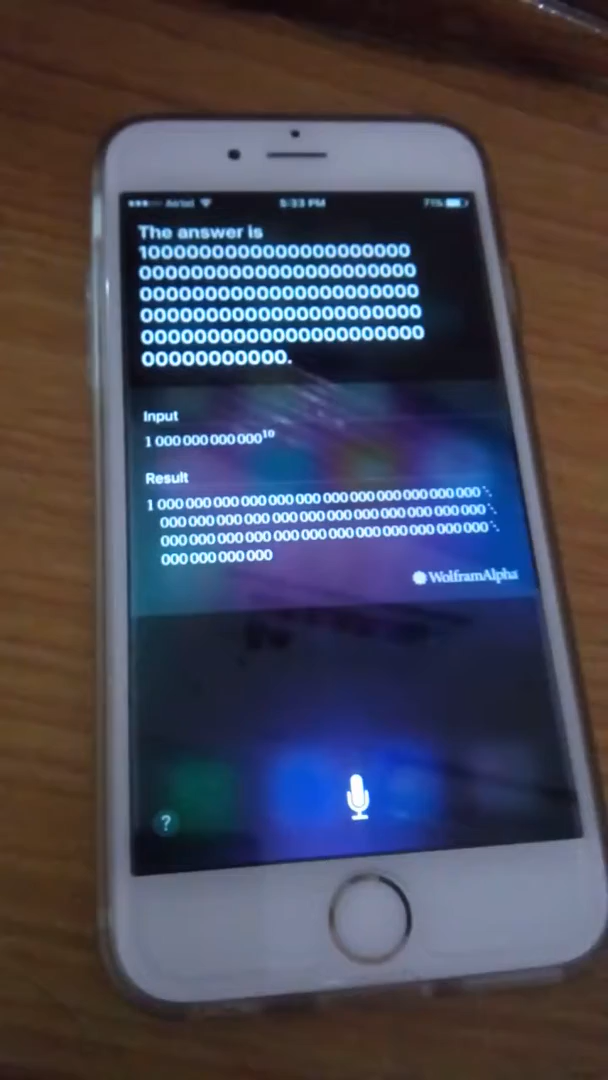 Airtel 5:33 PM 71%
The answer is
1000000000000000000000
0000000000000000000000
0000000000000000000000
0000000000000000000000
0000000000000000000000
00000000000.
Input
1 000 000 000 000¹⁰
Result
1 000 000 000 000 000 000 000 000 000 000 000 000
000 000 000 000 000 000 000 000 000 000 000 000
000 000 000 000 000 000 000 000 000 000 000 000
000 000 000 000
WolframAlpha
?